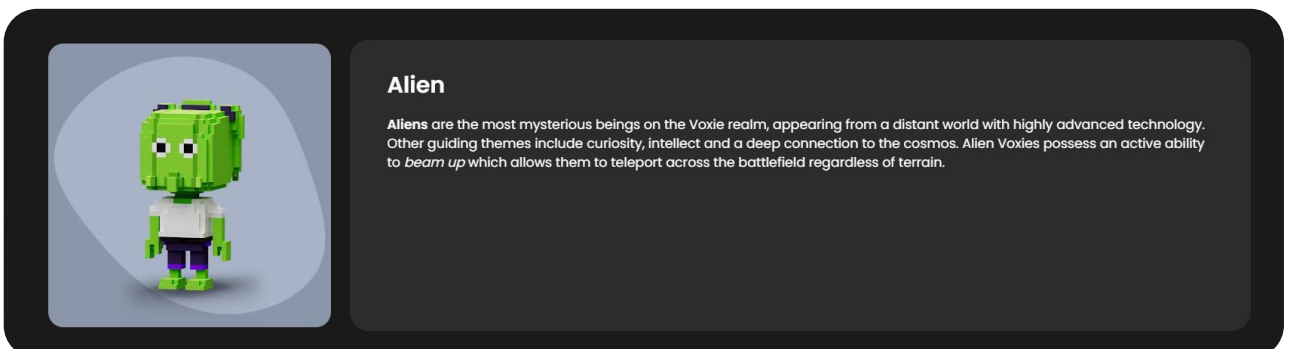 Alien
Aliens are the most mysterious beings on the Voxie realm, appearing from a distant world with highly advanced technology.
Other guiding themes include curiosity, intellect and a deep connection to the cosmos. Alien Voxies possess an active ability
to beam up which allows them to teleport across the battlefield regardless of terrain.